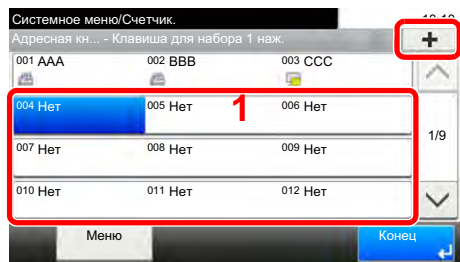 Системное меню/Счетчик.
Адресная кн... - Клавиша для набора 1 наж.
+
001 AAA 002 BBB 003 CCC
004 Нет 005 Нет 006 Нет
1
1/9
007 Нет 008 Нет 009 Нет
010 Нет 011 Нет 012 Нет
Меню Конец